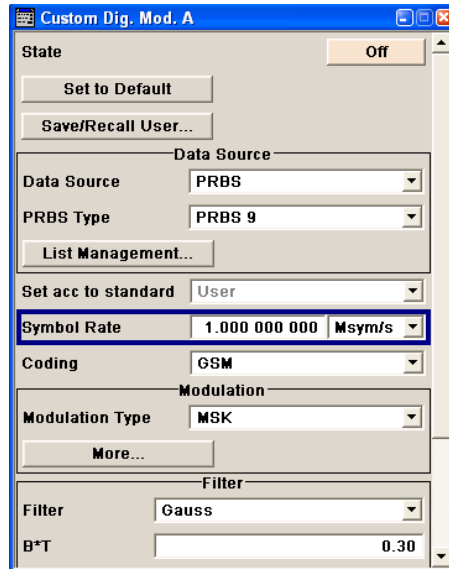 Custom Dig. Mod. A
State Off
Set to Default
Save/Recall User...
Data Source
Data Source PRBS
PRBS Type PRBS 9
List Management...
Set acc to standard User
Symbol Rate 1.000 000 000 Msym/s
Coding GSM
Modulation
Modulation Type MSK
More...
Filter
Filter Gauss
B*T 0.30